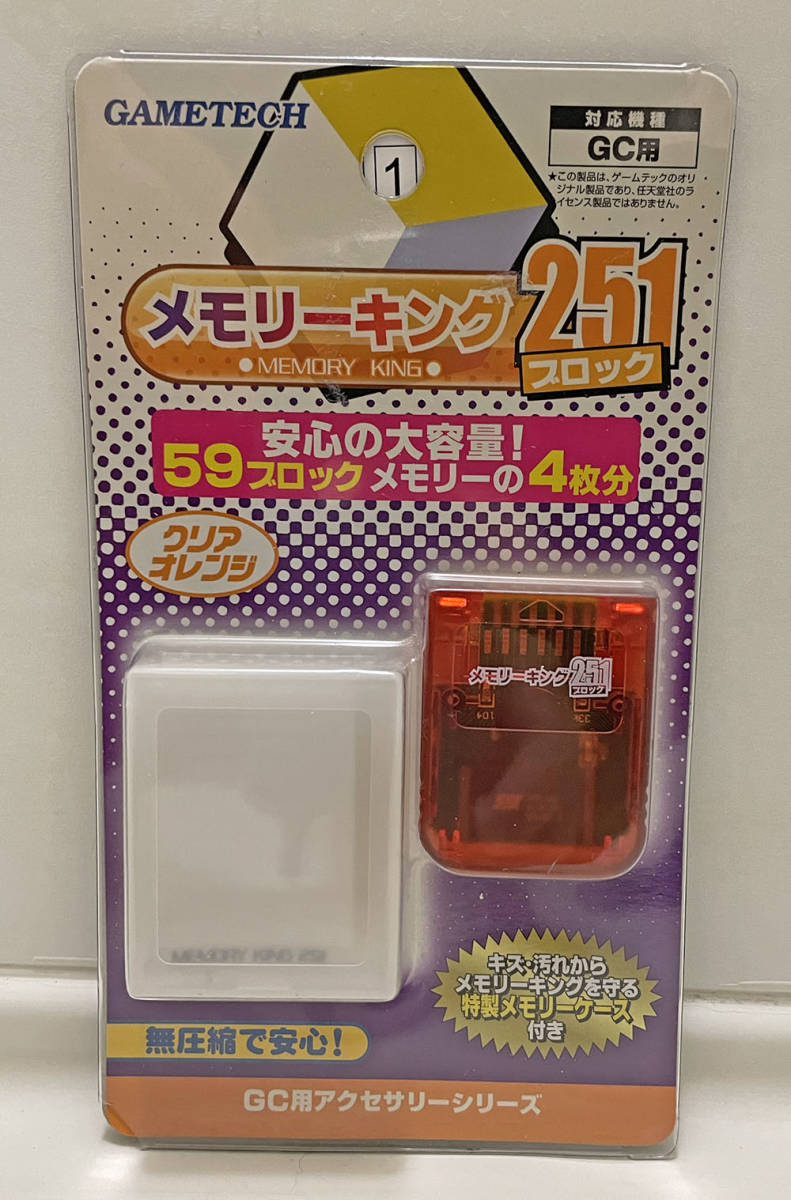 GAMETECH
1
対応機種
GC用
★この製品は、ゲームテックのオリ
ジナル製品であり、任天堂社のラ
イセンス製品ではありません。
メモリーキング
251
ブロック
●MEMORY KING●
安心の大容量!
59ブロックメモリーの4枚分
クリア
オレンジ
メモリーキング251
ブロック
104
33k
MEMORY KING 251
キズ・汚れから
メモリーキングを守る
特製メモリーケース
付き
無圧縮で安心!
GC用アクセサリーシリーズ